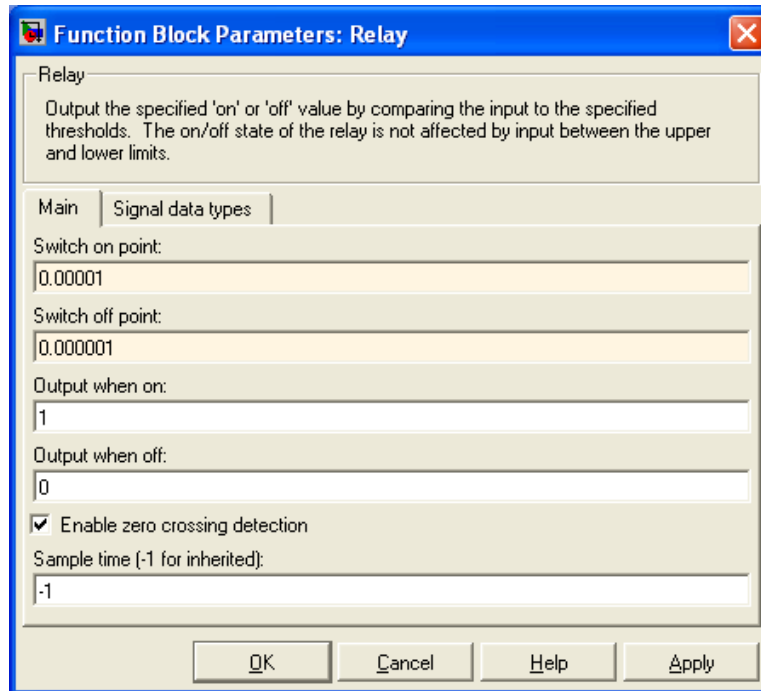 Function Block Parameters: Relay
Relay
Output the specified 'on' or 'off' value by comparing the input to the specified
thresholds. The on/off state of the relay is not affected by input between the upper
and lower limits.
Main
Signal data types
Switch on point:
0.00001
Switch off point:
0.000001
Output when on:
1
Output when off:
0
Enable zero crossing detection
Sample time (-1 for inherited):
-1
OK
Cancel
Help
Apply